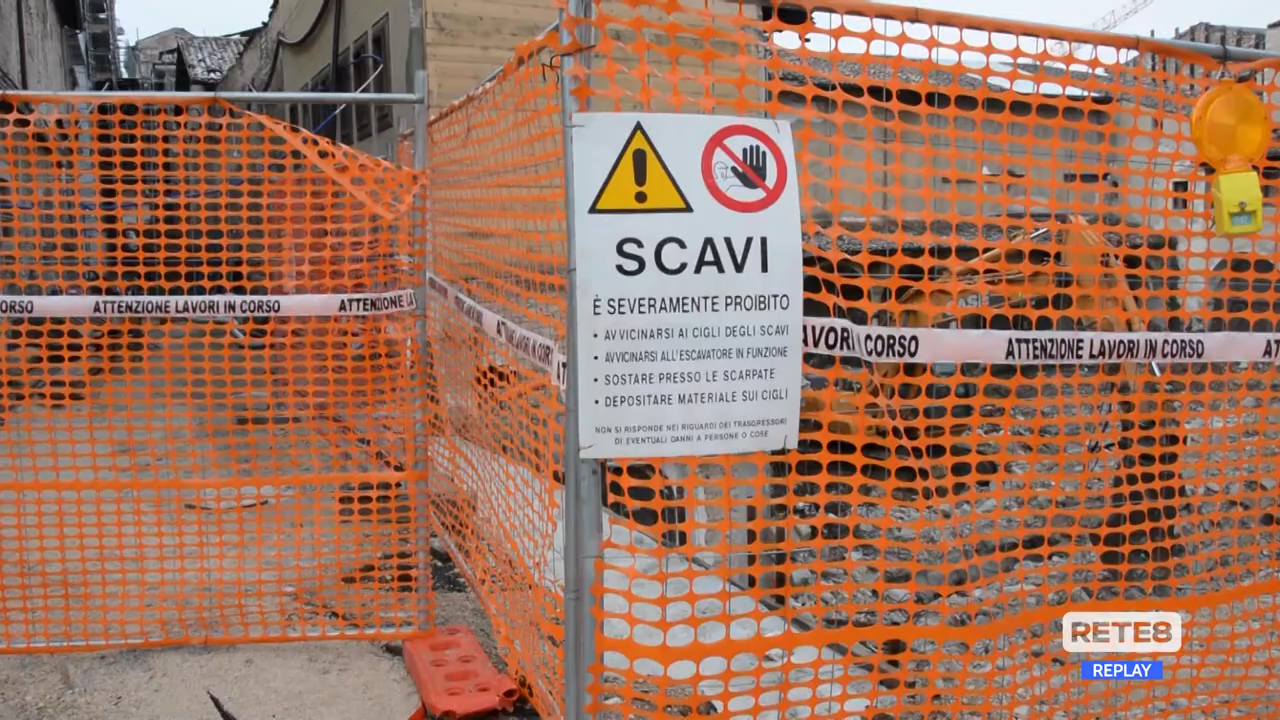 SCAVI
È SEVERAMENTE PROIBITO
• AVVICINARSI AI CIGLI DEGLI SCAVI
• AVVICINARSI ALL'ESCAVATORE IN FUNZIONE
• SOSTARE PRESSO LE SCARPATE
• DEPOSITARE MATERIALE SUI CIGLI
NON SI RISPONDE NEI RIGUARDI DEI TRASGRESSORI
DI EVENTUALI DANNI A PERSONE O COSE
ORSO ATTENZIONE LAVORI IN CORSO ATTENZIONE LA
LAVORI IN CORSO
AVORI CORSO ATTENZIONE LAVORI IN CORSO AT
RETE8
REPLAY